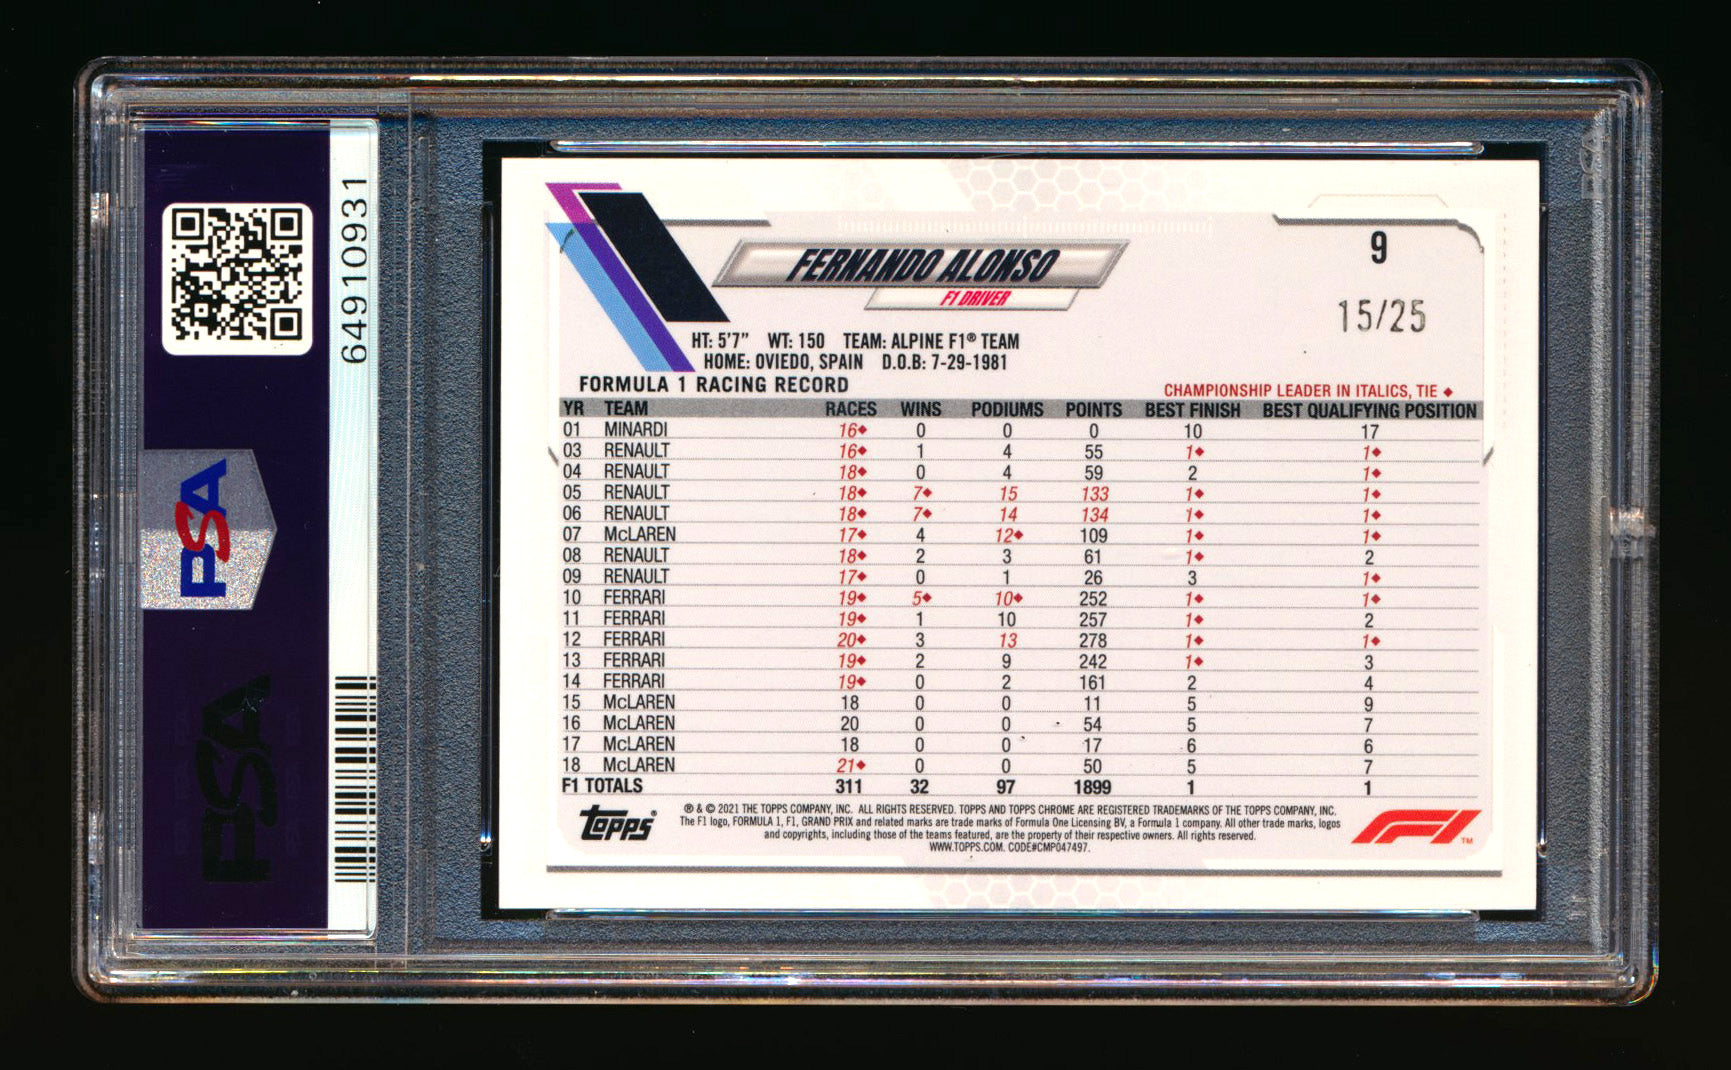 64910931
PSA
PSA
FERNANDO ALONSO
F1 DRIVER
9
15/25
HT: 5'7" WT: 150 TEAM: ALPINE F1® TEAM
HOME: OVIEDO, SPAIN D.O.B: 7-29-1981
FORMULA 1 RACING RECORD
CHAMPIONSHIP LEADER IN ITALICS, TIE ♦
YR TEAM RACES WINS PODIUMS POINTS BEST FINISH BEST QUALIFYING POSITION
01 MINARDI 16♦ 0 0 0 10 17
03 RENAULT 16♦ 1 4 55 1♦ 1♦
04 RENAULT 18♦ 0 4 59 2 1♦
05 RENAULT 18♦ 7♦ 15 133 1♦ 1♦
06 RENAULT 18♦ 7♦ 14 134 1♦ 1♦
07 McLAREN 17♦ 4 12♦ 109 1♦ 1♦
08 RENAULT 18♦ 2 3 61 1♦ 2
09 RENAULT 17♦ 0 1 26 3 1♦
10 FERRARI 19♦ 5♦ 10♦ 252 1♦ 1♦
11 FERRARI 19♦ 1 10 257 1♦ 2
12 FERRARI 20♦ 3 13 278 1♦ 1♦
13 FERRARI 19♦ 2 9 242 1♦ 3
14 FERRARI 19♦ 0 2 161 2 4
15 McLAREN 18 0 0 11 5 9
16 McLAREN 20 0 0 54 5 7
17 McLAREN 18 0 0 17 6 6
18 McLAREN 21♦ 0 0 50 5 7
F1 TOTALS 311 32 97 1899 1 1
Topps®
® & © 2021 THE TOPPS COMPANY, INC. ALL RIGHTS RESERVED. TOPPS AND TOPPS CHROME ARE REGISTERED TRADEMARKS OF THE TOPPS COMPANY, INC.
The F1 logo, FORMULA 1, F1, GRAND PRIX and related marks are trade marks of Formula One Licensing BV, a Formula 1 company. All other trade marks, logos
and copyrights, including those of the teams featured, are the property of their respective owners. All rights reserved.
WWW.TOPPS.COM. CODE#CMP047497.
F1™